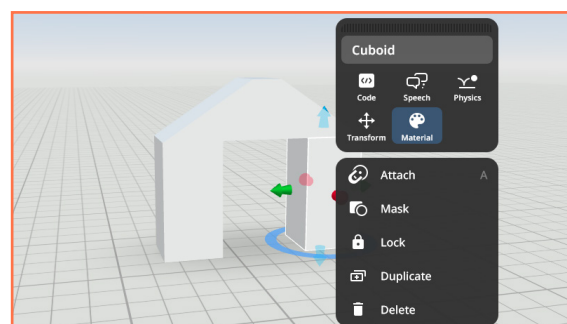 Cuboid
Code Speech Physics
Transform Material
Attach A
Mask
Lock
Duplicate
Delete